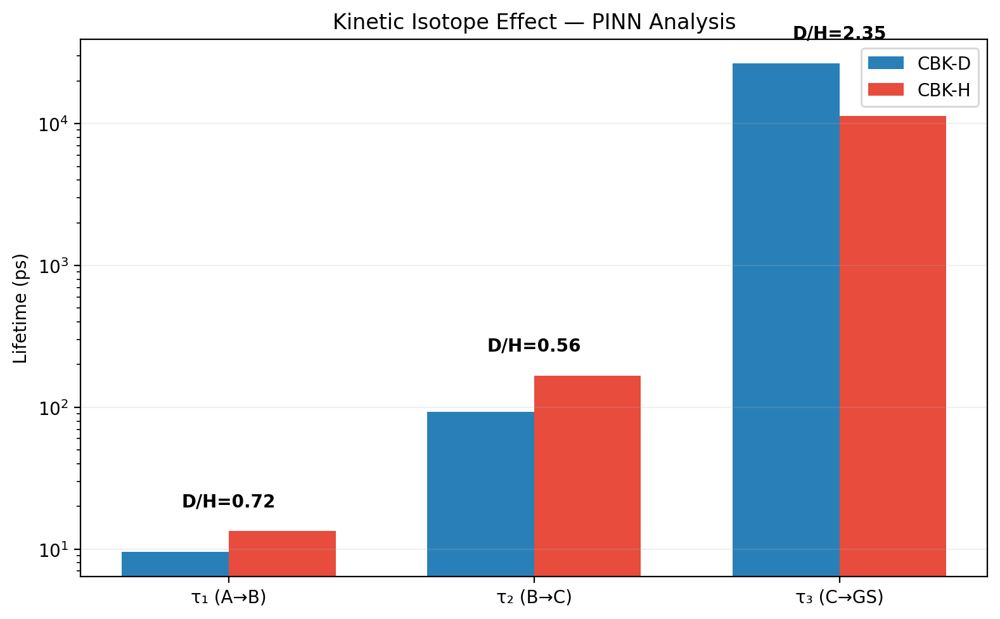 Kinetic Isotope Effect — PINN Analysis
D/H=2.35
CBK-D
CBK-H
10⁴
10³
10²
10¹
Lifetime (ps)
D/H=0.56
D/H=0.72
τ₁ (A→B)
τ₂ (B→C)
τ₃ (C→GS)